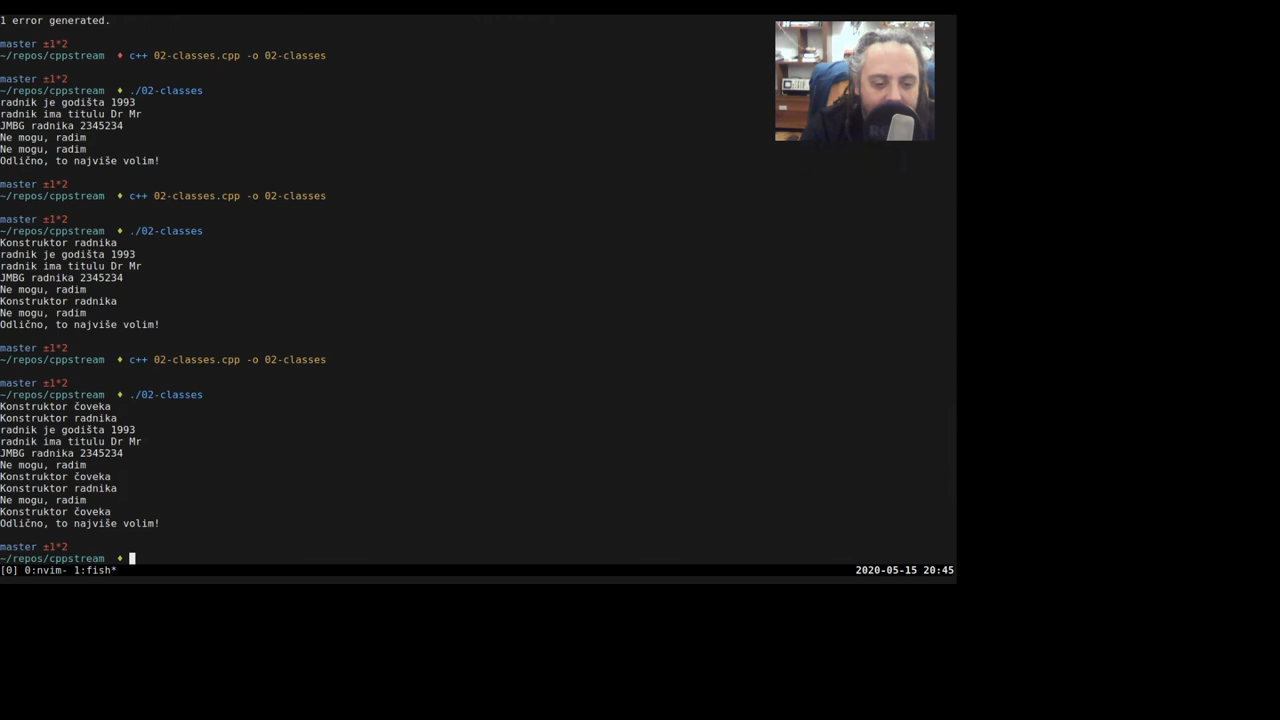 1 error generated.
master ±1*2
~/repos/cppstream ♦ c++ 02-classes.cpp -o 02-classes
master ±1*2
~/repos/cppstream ♦ ./02-classes
radnik je godišta 1993
radnik ima titulu Dr Mr
JMBG radnika 2345234
Ne mogu, radim
Ne mogu, radim
Odlično, to najviše volim!
master ±1*2
~/repos/cppstream ♦ c++ 02-classes.cpp -o 02-classes
master ±1*2
~/repos/cppstream ♦ ./02-classes
Konstruktor radnika
radnik je godišta 1993
radnik ima titulu Dr Mr
JMBG radnika 2345234
Ne mogu, radim
Konstruktor radnika
Ne mogu, radim
Odlično, to najviše volim!
master ±1*2
~/repos/cppstream ♦ c++ 02-classes.cpp -o 02-classes
master ±1*2
~/repos/cppstream ♦ ./02-classes
Konstruktor čoveka
Konstruktor radnika
radnik je godišta 1993
radnik ima titulu Dr Mr
JMBG radnika 2345234
Ne mogu, radim
Konstruktor čoveka
Konstruktor radnika
Ne mogu, radim
Konstruktor čoveka
Odlično, to najviše volim!
master ±1*2
~/repos/cppstream ♦
[0] 0:nvim- 1:fish* 2020-05-15 20:45